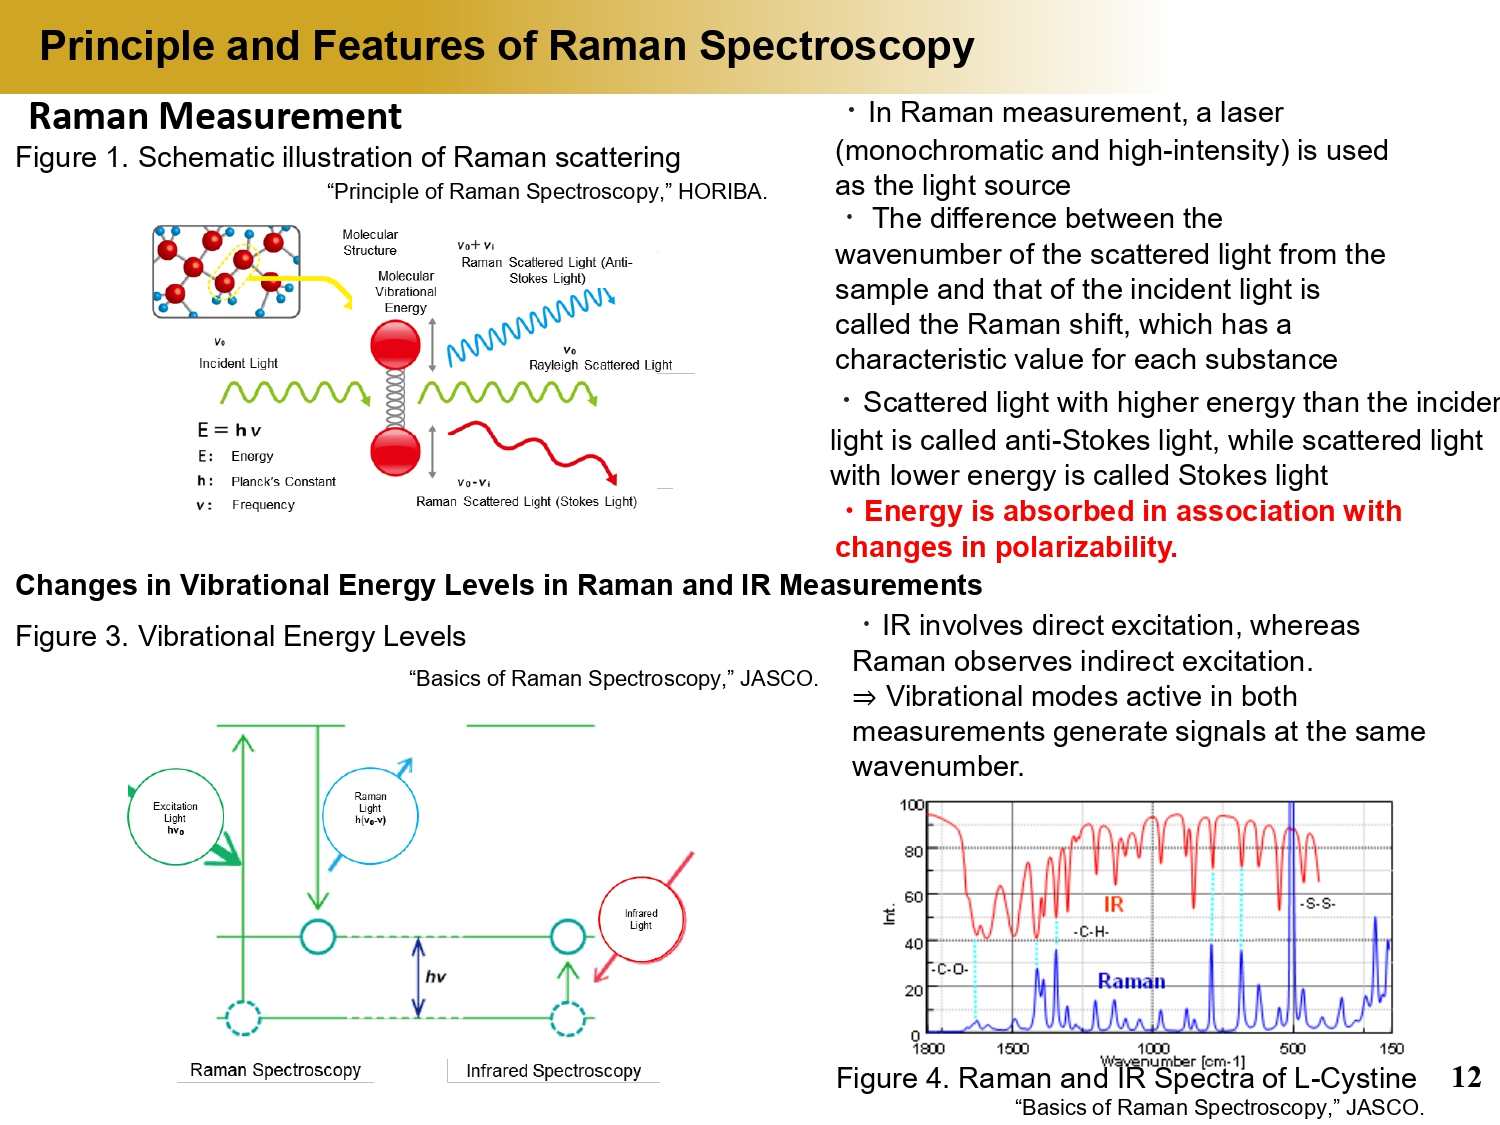 Principle and Features of Raman Spectroscopy
Raman Measurement
Figure 1. Schematic illustration of Raman scattering
“Principle of Raman Spectroscopy,” HORIBA.
Molecular
Structure
Molecular
Vibrational
Energy
ν₀+νᵢ
Raman Scattered Light (Anti-
Stokes Light)
ν₀
Incident Light
ν₀
Rayleigh Scattered Light
E = hν
E: Energy
h: Planck's Constant
ν: Frequency
ν₀-νᵢ
Raman Scattered Light (Stokes Light)
・In Raman measurement, a laser
(monochromatic and high-intensity) is used
as the light source
・ The difference between the
wavenumber of the scattered light from the
sample and that of the incident light is
called the Raman shift, which has a
characteristic value for each substance
・Scattered light with higher energy than the inciden
light is called anti-Stokes light, while scattered light
with lower energy is called Stokes light
・Energy is absorbed in association with
changes in polarizability.
Changes in Vibrational Energy Levels in Raman and IR Measurements
Figure 3. Vibrational Energy Levels
“Basics of Raman Spectroscopy,” JASCO.
Excitation
Light
hν₀
Raman
Light
h(ν₀-ν)
Infrared
Light
hν
Raman Spectroscopy
Infrared Spectroscopy
・IR involves direct excitation, whereas
Raman observes indirect excitation.
⇒ Vibrational modes active in both
measurements generate signals at the same
wavenumber.
100
80
60
40
20
0
Int.
IR
-S-S-
-C-H-
-C-O-
Raman
1800 1500 1000 500 150
Wavenumber [cm-1]
Figure 4. Raman and IR Spectra of L-Cystine
“Basics of Raman Spectroscopy,” JASCO.
12